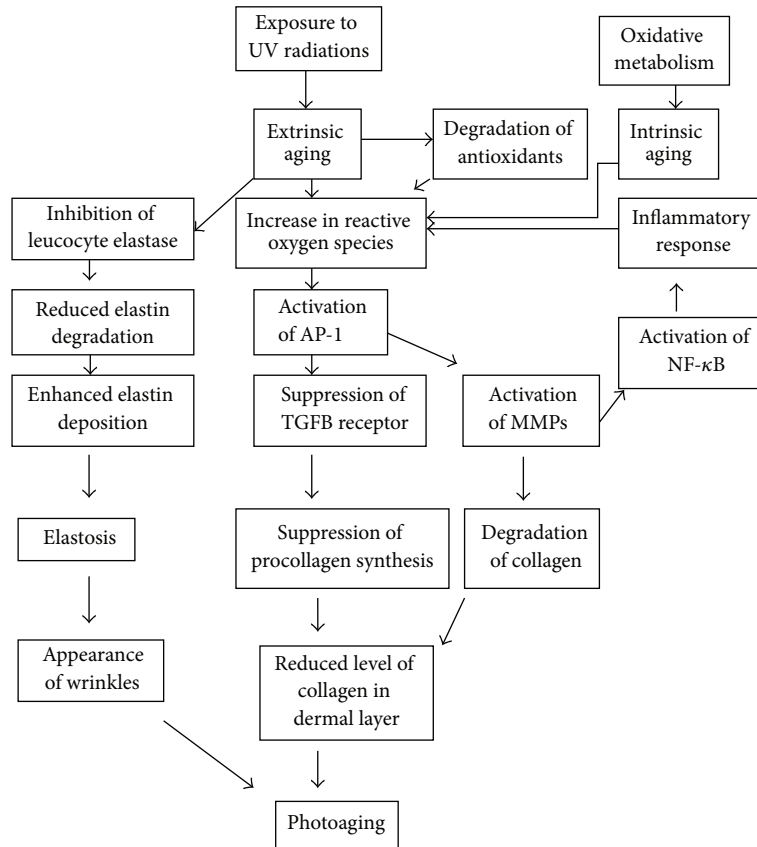 Exposure to
UV radiations
Oxidative
metabolism
Extrinsic
aging
Degradation of
antioxidants
Intrinsic
aging
Inhibition of
leucocyte elastase
Increase in reactive
oxygen species
Inflammatory
response
Reduced elastin
degradation
Activation
of AP-1
Activation of
NF-κB
Enhanced elastin
deposition
Suppression of
TGFB receptor
Activation
of MMPs
Elastosis
Suppression of
procollagen synthesis
Degradation
of collagen
Appearance
of wrinkles
Reduced level of
collagen in
dermal layer
Photoaging